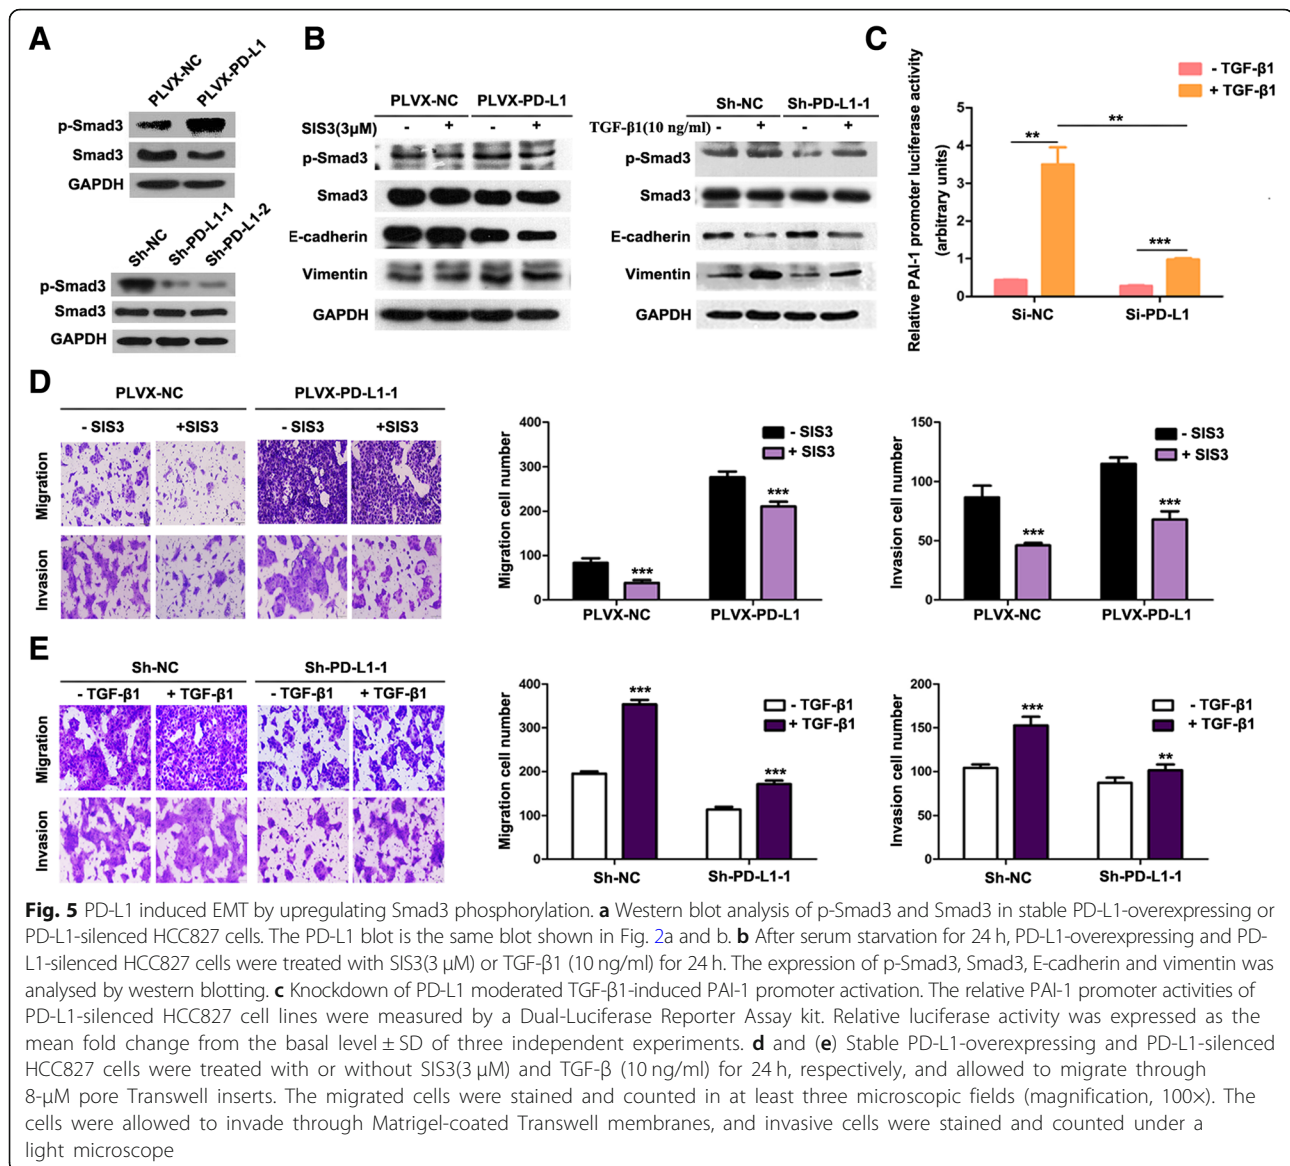 A
PLVX-NC
PLVX-PD-L1
p-Smad3
Smad3
GAPDH
Sh-NC
Sh-PD-L1-1
Sh-PD-L1-2
p-Smad3
Smad3
GAPDH
B
PLVX-NC PLVX-PD-L1
SIS3(3μM) - + - +
p-Smad3
Smad3
E-cadherin
Vimentin
GAPDH
Sh-NC Sh-PD-L1-1
TGF-β1(10 ng/ml) - + - +
p-Smad3
Smad3
E-cadherin
Vimentin
GAPDH
C
- TGF-β1
+ TGF-β1
Relative PAI-1 promoter luciferase activity
(arbitrary units)
5
4
3
2
1
0
**
**
***
Si-NC Si-PD-L1
D
PLVX-NC PLVX-PD-L1-1
- SIS3 +SIS3 - SIS3 +SIS3
Migration
Invasion
Migration cell number
400
300
200
100
0
- SIS3
+ SIS3
***
***
PLVX-NC PLVX-PD-L1
Invasion cell number
150
100
50
0
- SIS3
+ SIS3
***
***
PLVX-NC PLVX-PD-L1
E
Sh-NC Sh-PD-L1-1
- TGF-β1 + TGF-β1 - TGF-β1 + TGF-β1
Migration
Invasion
Migration cell number
400
300
200
100
0
- TGF-β1
+ TGF-β1
***
***
Sh-NC Sh-PD-L1-1
Invasion cell number
200
150
100
50
0
- TGF-β1
+ TGF-β1
***
**
Sh-NC Sh-PD-L1-1
Fig. 5 PD-L1 induced EMT by upregulating Smad3 phosphorylation. a Western blot analysis of p-Smad3 and Smad3 in stable PD-L1-overexpressing or
PD-L1-silenced HCC827 cells. The PD-L1 blot is the same blot shown in Fig. 2a and b. b After serum starvation for 24 h, PD-L1-overexpressing and PD-
L1-silenced HCC827 cells were treated with SIS3(3 μM) or TGF-β1 (10 ng/ml) for 24 h. The expression of p-Smad3, Smad3, E-cadherin and vimentin was
analysed by western blotting. c Knockdown of PD-L1 moderated TGF-β1-induced PAI-1 promoter activation. The relative PAI-1 promoter activities of
PD-L1-silenced HCC827 cell lines were measured by a Dual-Luciferase Reporter Assay kit. Relative luciferase activity was expressed as the
mean fold change from the basal level ± SD of three independent experiments. d and (e) Stable PD-L1-overexpressing and PD-L1-silenced
HCC827 cells were treated with or without SIS3(3 μM) and TGF-β (10 ng/ml) for 24 h, respectively, and allowed to migrate through
8-μM pore Transwell inserts. The migrated cells were stained and counted in at least three microscopic fields (magnification, 100×). The
cells were allowed to invade through Matrigel-coated Transwell membranes, and invasive cells were stained and counted under a
light microscope